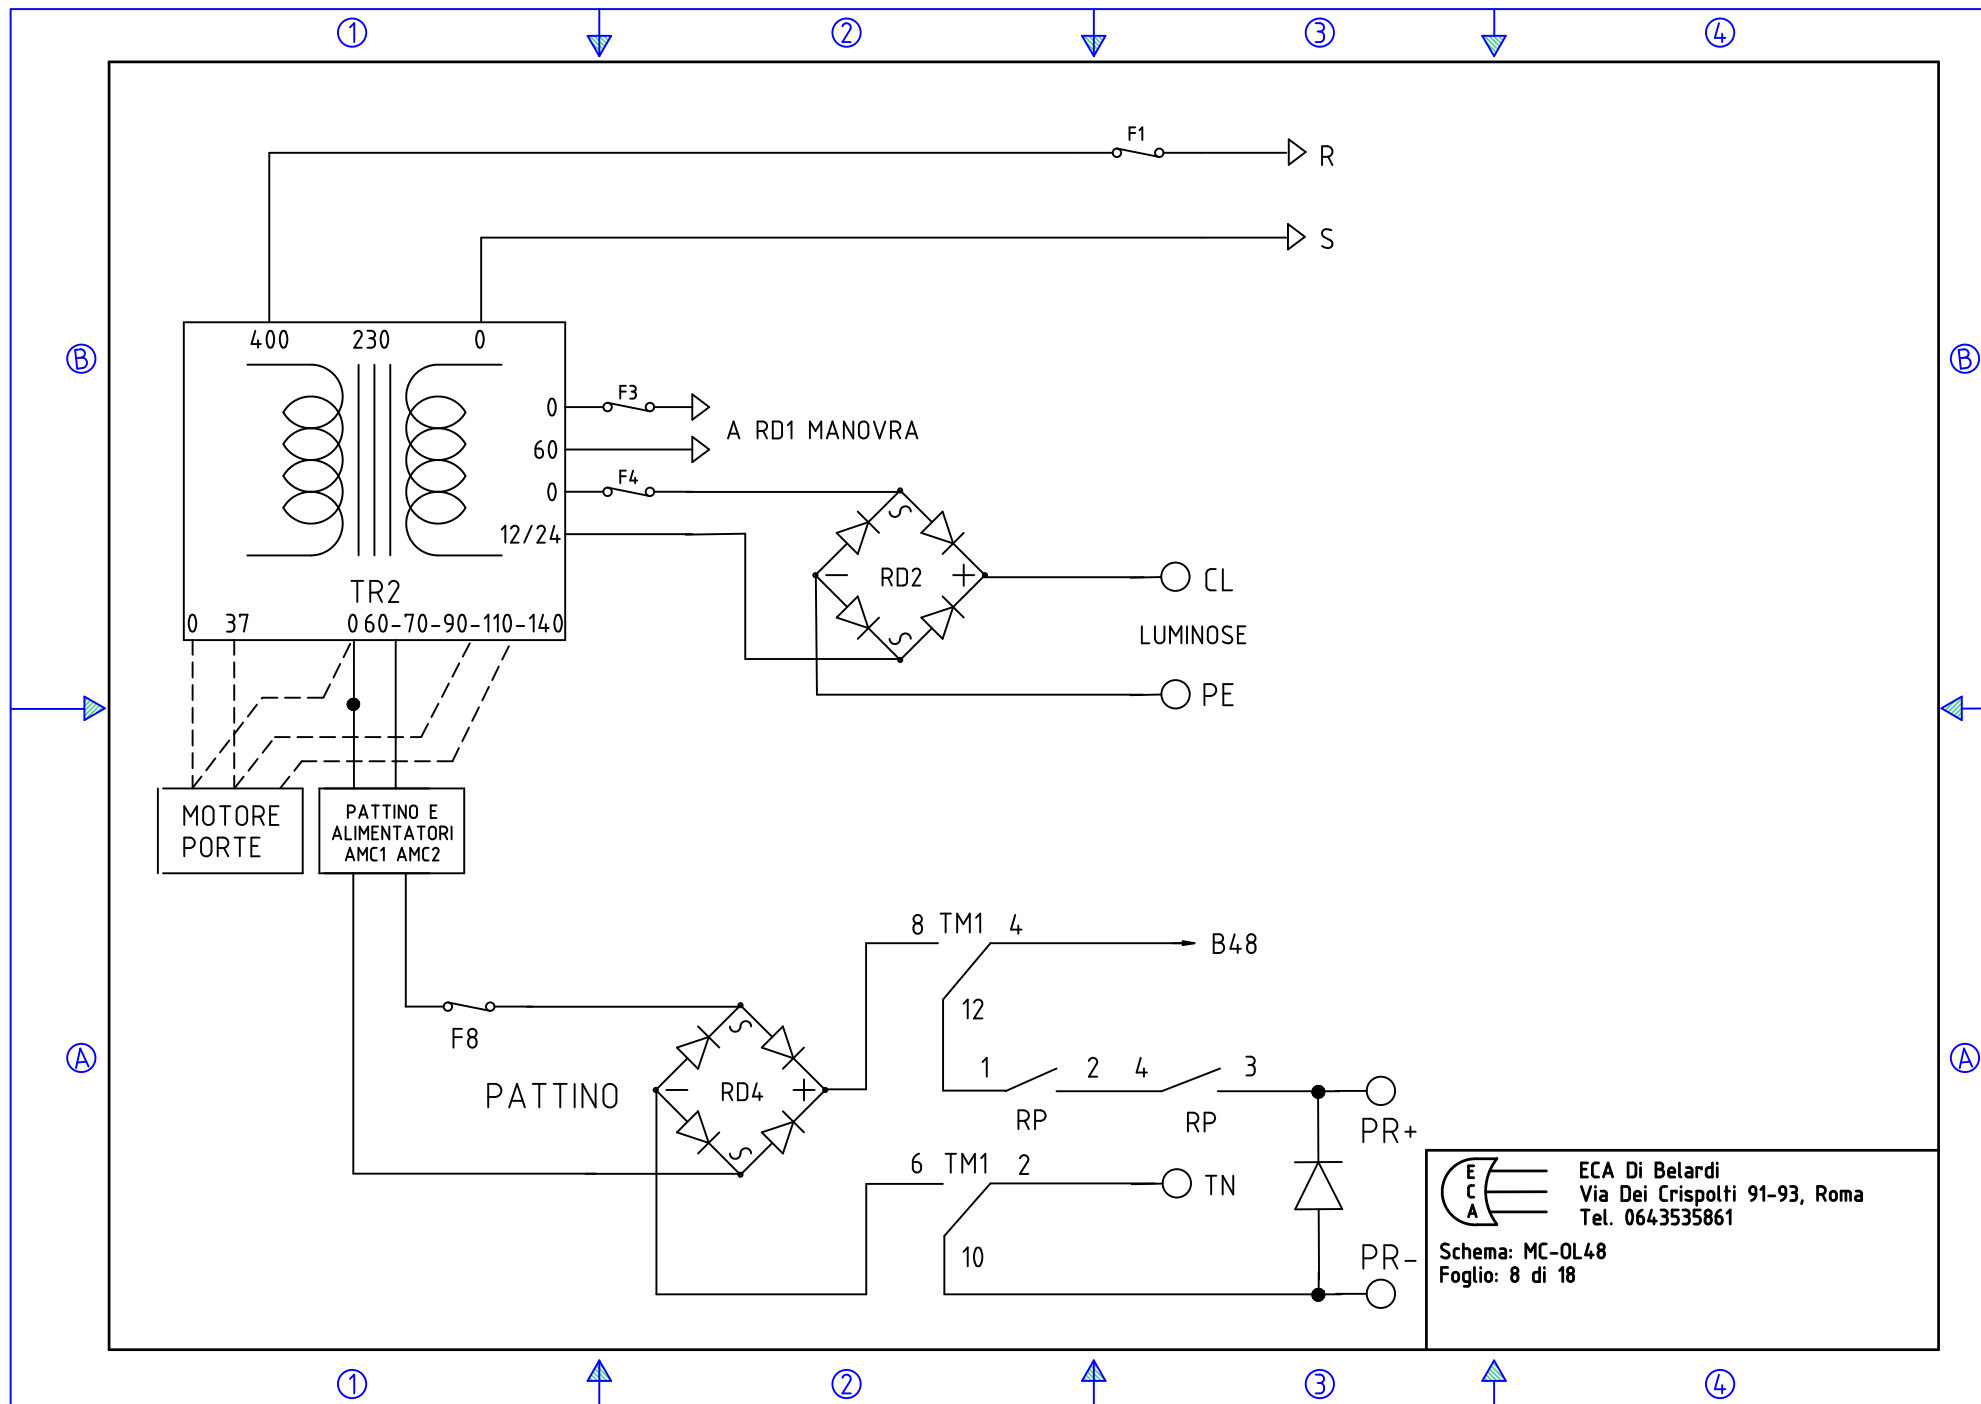 1 2 3 4
F1
R
S
B B
400 230 0
F3
0
A RD1 MANOVRA
60
F4
0
12/24
S
- RD2 +
CL
TR2
S
LUMINOSE
0 37 0 60-70-90-110-140
PE
MOTORE
PORTE
PATTINO E
ALIMENTATORI
AMC1 AMC2
8 TM1 4
B48
12
F8
S
A A
1 2 4 3
PATTINO
- RD4 +
RP RP
PR+
S
6 TM1 2
TN
10
PR-
E
C
A
ECA Di Belardi
Via Dei Crispolti 91-93, Roma
Tel. 0643535861
Schema: MC-OL48
Foglio: 8 di 18
1 2 3 4